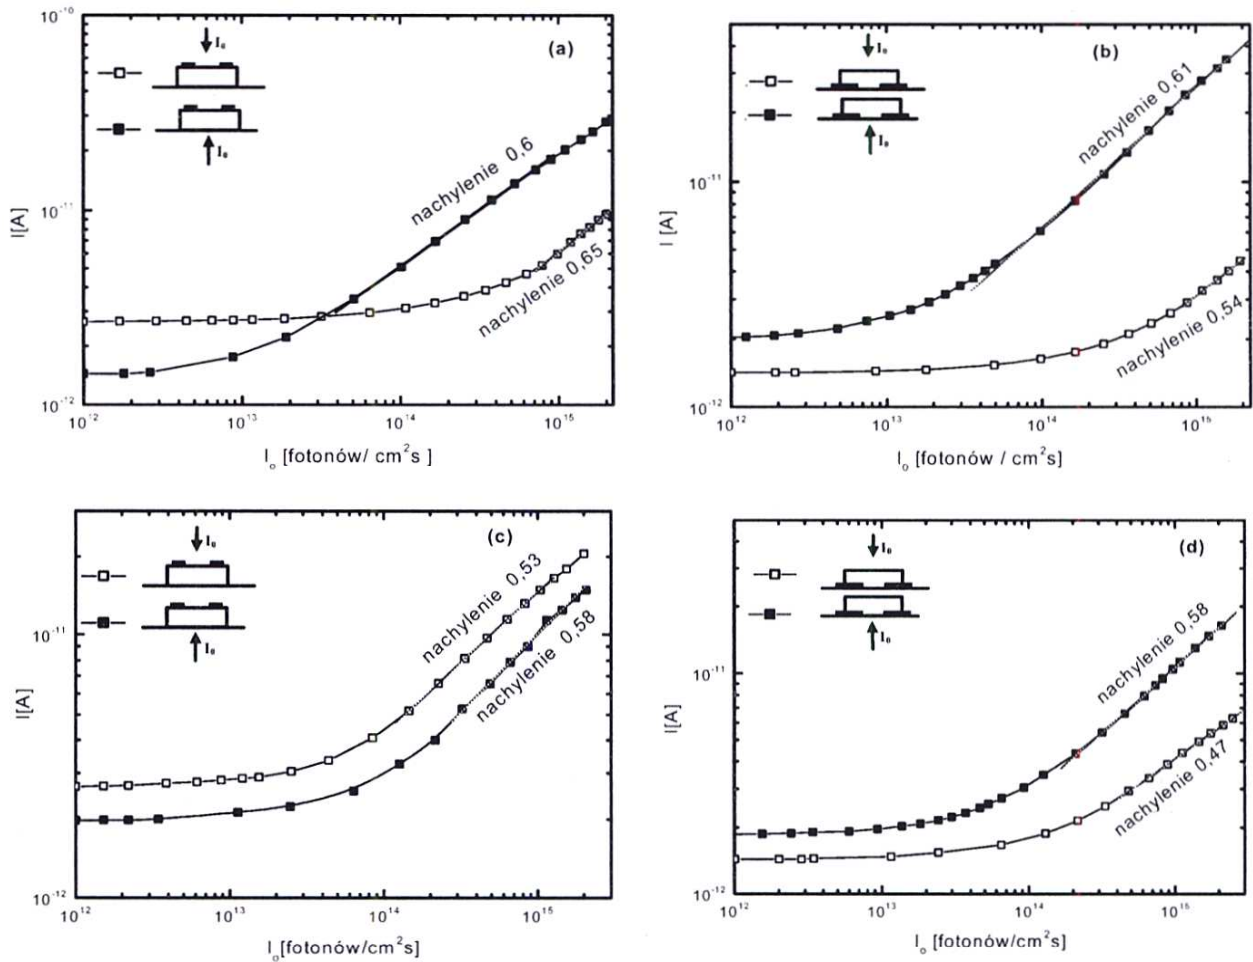 10⁻¹⁰
(a)
I₀
I₀
nachylenie 0,6
10⁻¹¹
I[A]
nachylenie 0,65
10⁻¹²
10¹² 10¹³ 10¹⁴ 10¹⁵
I₀ [fotonów/ cm²s ]
(b)
I₀
I₀
nachylenie 0,61
10⁻¹¹
I [A]
nachylenie 0,54
10⁻¹²
10¹² 10¹³ 10¹⁴ 10¹⁵
I₀ [fotonów / cm²s]
(c)
I₀
I₀
nachylenie 0,53
nachylenie 0,58
10⁻¹¹
I[A]
10⁻¹²
10¹² 10¹³ 10¹⁴ 10¹⁵
I₀ [fotonów/cm²s]
(d)
I₀
I₀
nachylenie 0,58
10⁻¹¹
I[A]
nachylenie 0,47
10⁻¹²
10¹² 10¹³ 10¹⁴ 10¹⁵
I₀ [fotonów/cm²s]